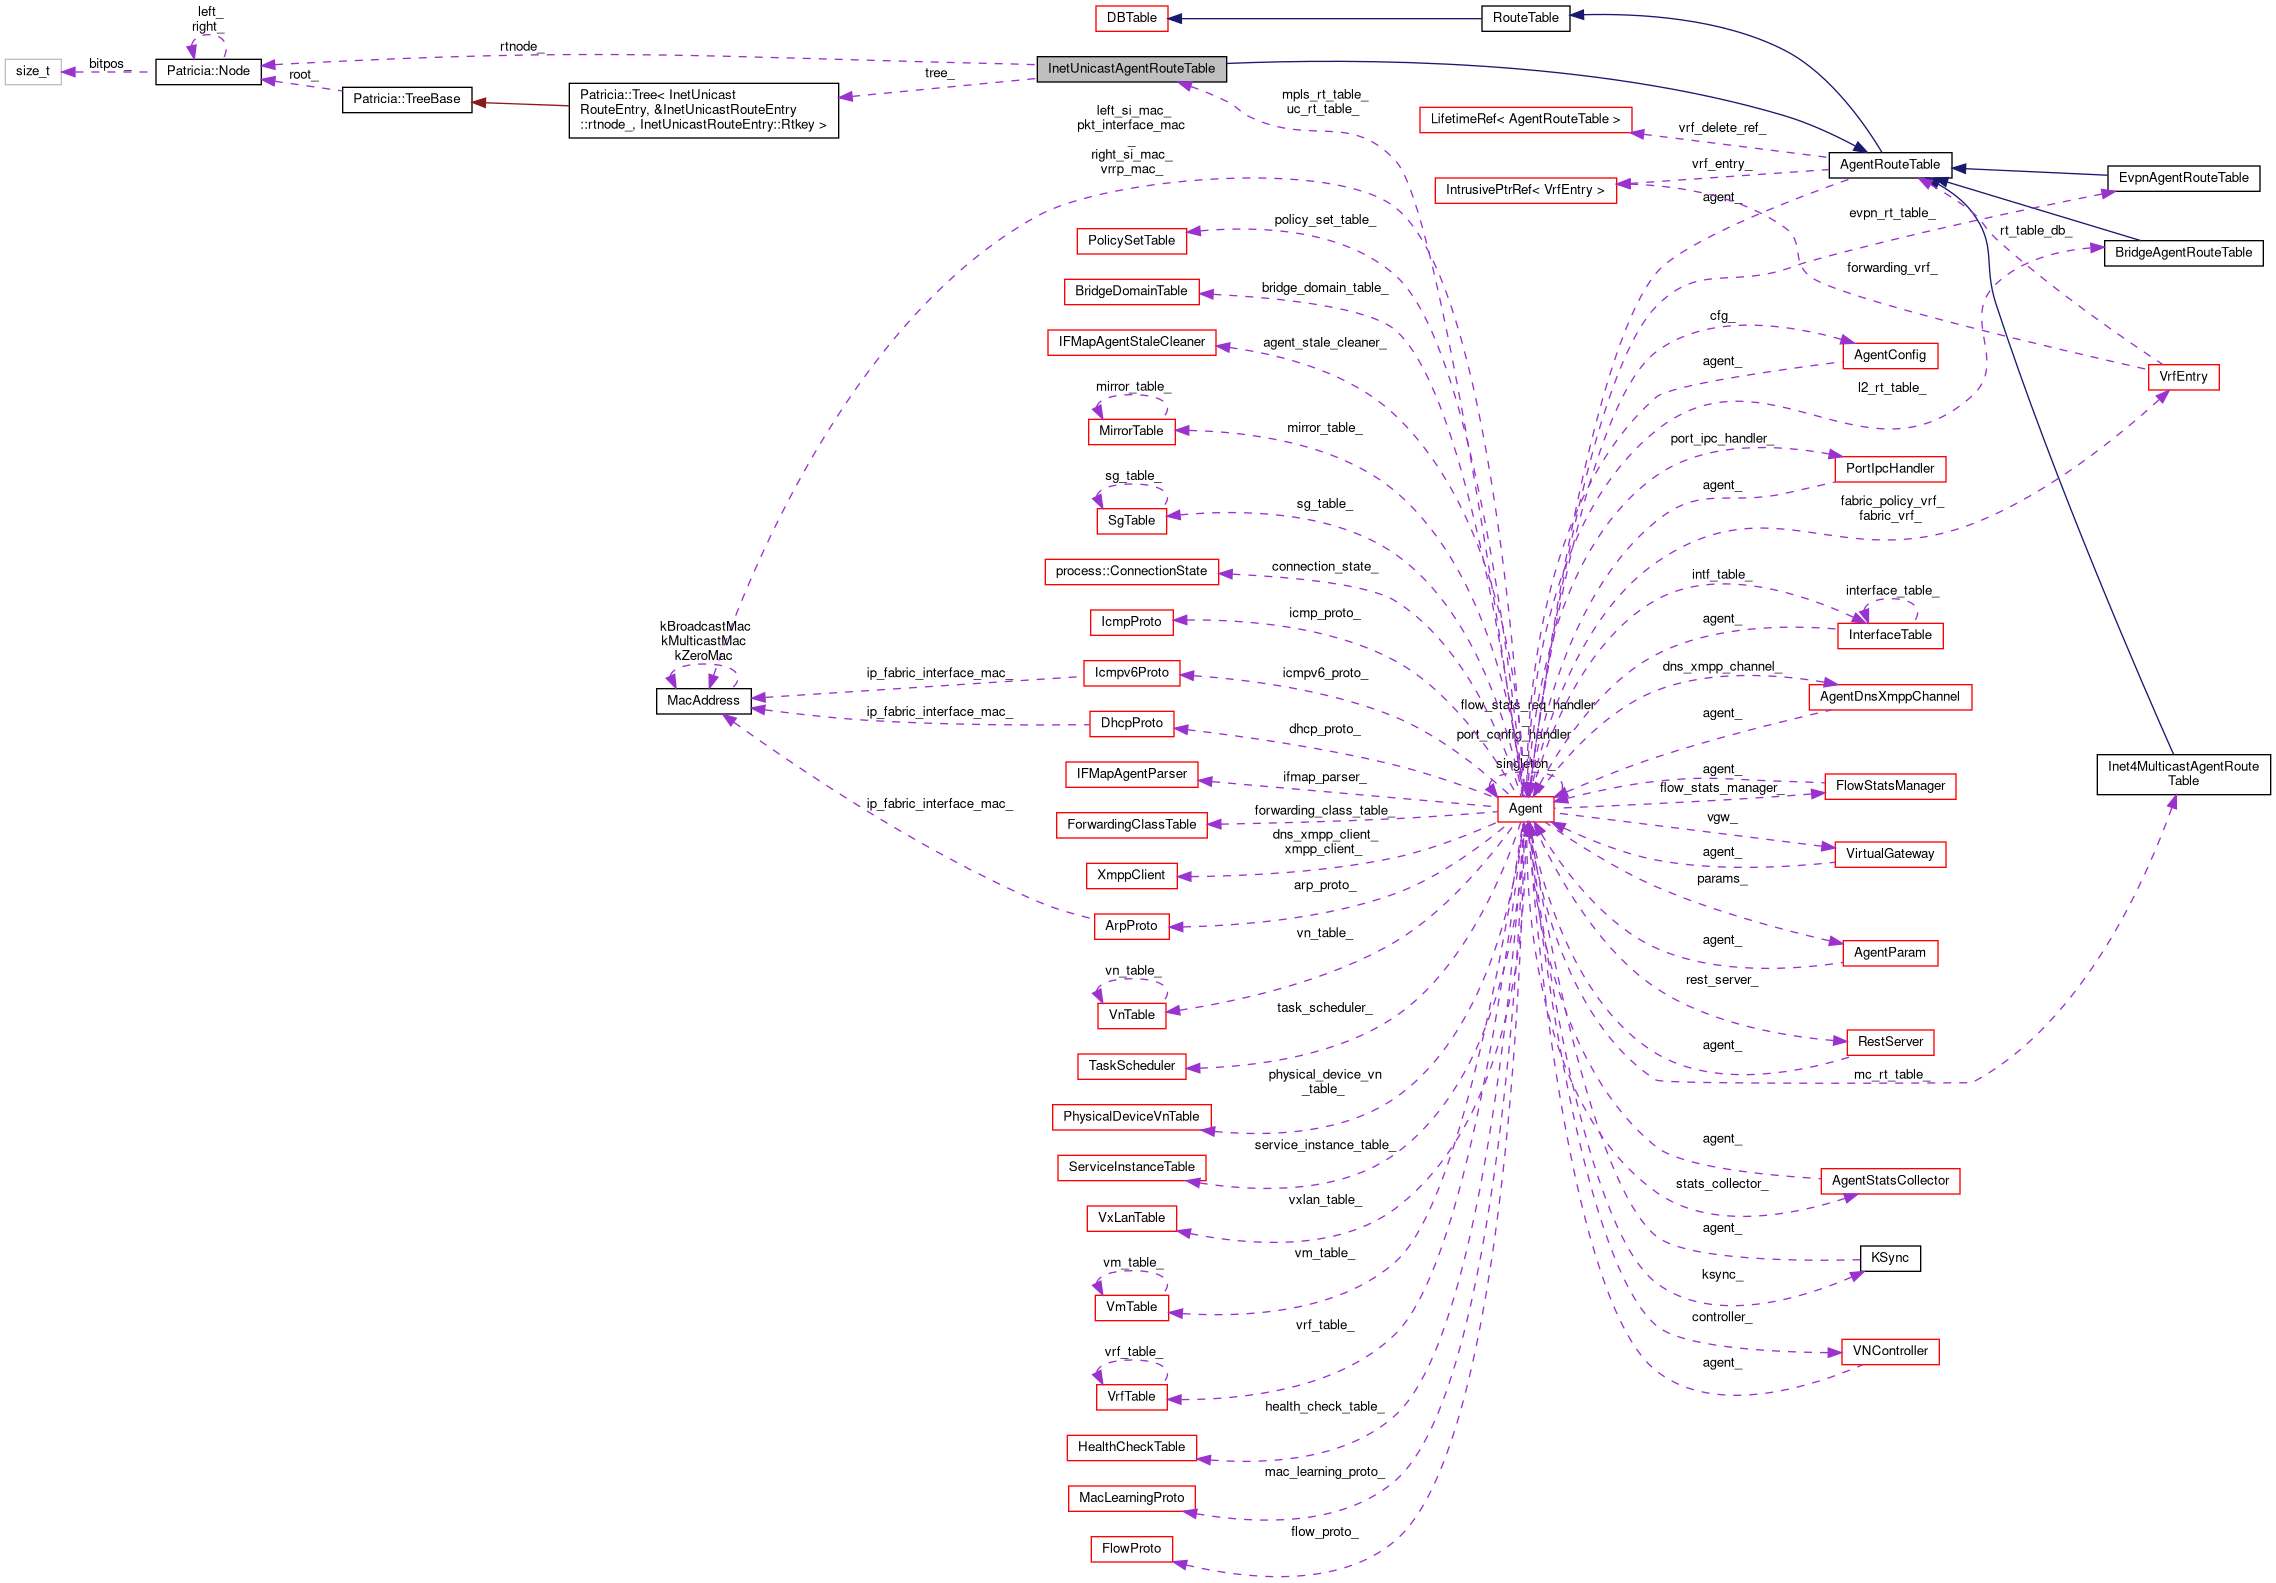 left_
right_
DBTable
RouteTable
rtnode_
bitpos_
size_t
Patricia::Node
InetUnicastAgentRouteTable
root_
tree_
Patricia::TreeBase
Patricia::Tree< InetUnicast
RouteEntry, &InetUnicastRouteEntry
::rtnode_, InetUnicastRouteEntry::Rtkey >
mpls_rt_table_
uc_rt_table_
left_si_mac_
pkt_interface_mac
_
right_si_mac_
vrrp_mac_
LifetimeRef< AgentRouteTable >
vrf_delete_ref_
vrf_entry_
AgentRouteTable
IntrusivePtrRef< VrfEntry >
agent_
EvpnAgentRouteTable
evpn_rt_table_
rt_table_db_
policy_set_table_
PolicySetTable
BridgeAgentRouteTable
forwarding_vrf_
bridge_domain_table_
BridgeDomainTable
cfg_
agent_stale_cleaner_
IFMapAgentStaleCleaner
AgentConfig
agent_
VrfEntry
l2_rt_table_
mirror_table_
MirrorTable
mirror_table_
port_ipc_handler_
PortIpcHandler
agent_
sg_table_
SgTable
sg_table_
fabric_policy_vrf_
fabric_vrf_
process::ConnectionState
connection_state_
intf_table_
interface_table_
InterfaceTable
agent_
IcmpProto
icmp_proto_
kBroadcastMac
kMulticastMac
kZeroMac
MacAddress
ip_fabric_interface_mac_
Icmpv6Proto
icmpv6_proto_
dns_xmpp_channel_
AgentDnsXmppChannel
agent_
ip_fabric_interface_mac_
DhcpProto
dhcp_proto_
flow_stats_req_handler
_
port_config_handler
_
singleton_
Agent
IFMapAgentParser
ifmap_parser_
agent_
flow_stats_manager_
FlowStatsManager
Inet4MulticastAgentRoute
Table
ip_fabric_interface_mac_
ForwardingClassTable
forwarding_class_table_
vgw_
VirtualGateway
agent_
dns_xmpp_client_
xmpp_client_
XmppClient
params_
arp_proto_
ArpProto
AgentParam
agent_
vn_table_
vn_table_
VnTable
rest_server_
RestServer
agent_
task_scheduler_
TaskScheduler
mc_rt_table_
physical_device_vn
_table_
PhysicalDeviceVnTable
service_instance_table_
ServiceInstanceTable
agent_
AgentStatsCollector
stats_collector_
vxlan_table_
VxLanTable
agent_
KSync
ksync_
vm_table_
vm_table_
VmTable
controller_
VNController
agent_
vrf_table_
vrf_table_
VrfTable
health_check_table_
HealthCheckTable
mac_learning_proto_
MacLearningProto
flow_proto_
FlowProto